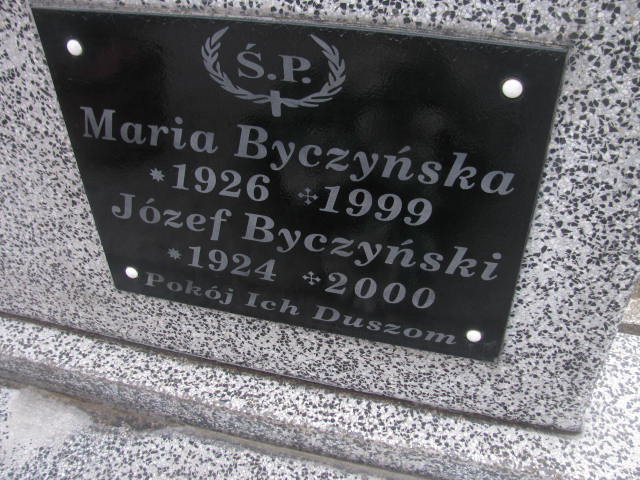 Ś.P.
Maria Byczyńska
*1926 ✣1999
Józef Byczyński
*1924 ✣2000
Pokój Ich Duszom